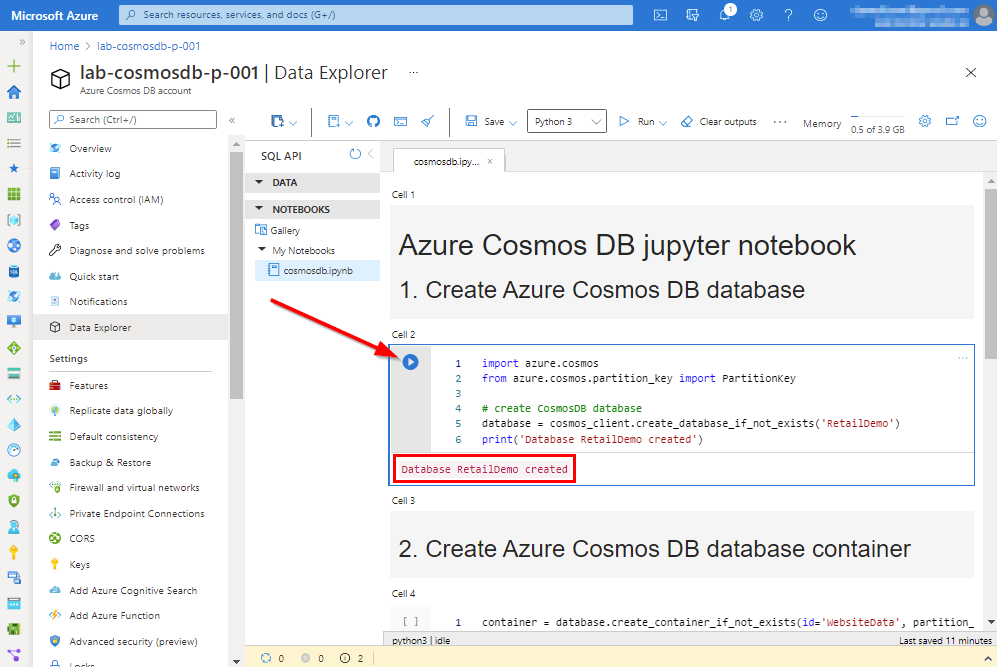 Microsoft Azure
Search resources, services, and docs (G+/)
1
Home > lab-cosmosdb-p-001
lab-cosmosdb-p-001 | Data Explorer ...
Azure Cosmos DB account
Search (Ctrl+/)
Save
Python 3
Run
Clear outputs
...
Memory
0.5 of 3.9 GB
Overview
Activity log
Access control (IAM)
Tags
Diagnose and solve problems
Quick start
Notifications
Data Explorer
Settings
Features
Replicate data globally
Default consistency
Backup & Restore
Firewall and virtual networks
Private Endpoint Connections
CORS
Keys
Add Azure Cognitive Search
Add Azure Function
Advanced security (preview)
Locks
SQL API
DATA
NOTEBOOKS
Gallery
My Notebooks
cosmosdb.ipynb
cosmosdb.ipy...
Cell 1
Azure Cosmos DB jupyter notebook
1. Create Azure Cosmos DB database
Cell 2
...
1 import azure.cosmos
2 from azure.cosmos.partition_key import PartitionKey
3
4 # create CosmosDB database
5 database = cosmos_client.create_database_if_not_exists('RetailDemo')
6 print('Database RetailDemo created')
Database RetailDemo created
Cell 3
2. Create Azure Cosmos DB database container
Cell 4
[ ] 1 container = database.create_container_if_not_exists(id='WebsiteData', partition_
python3 | idle
Last saved 11 minutes
0 0 2